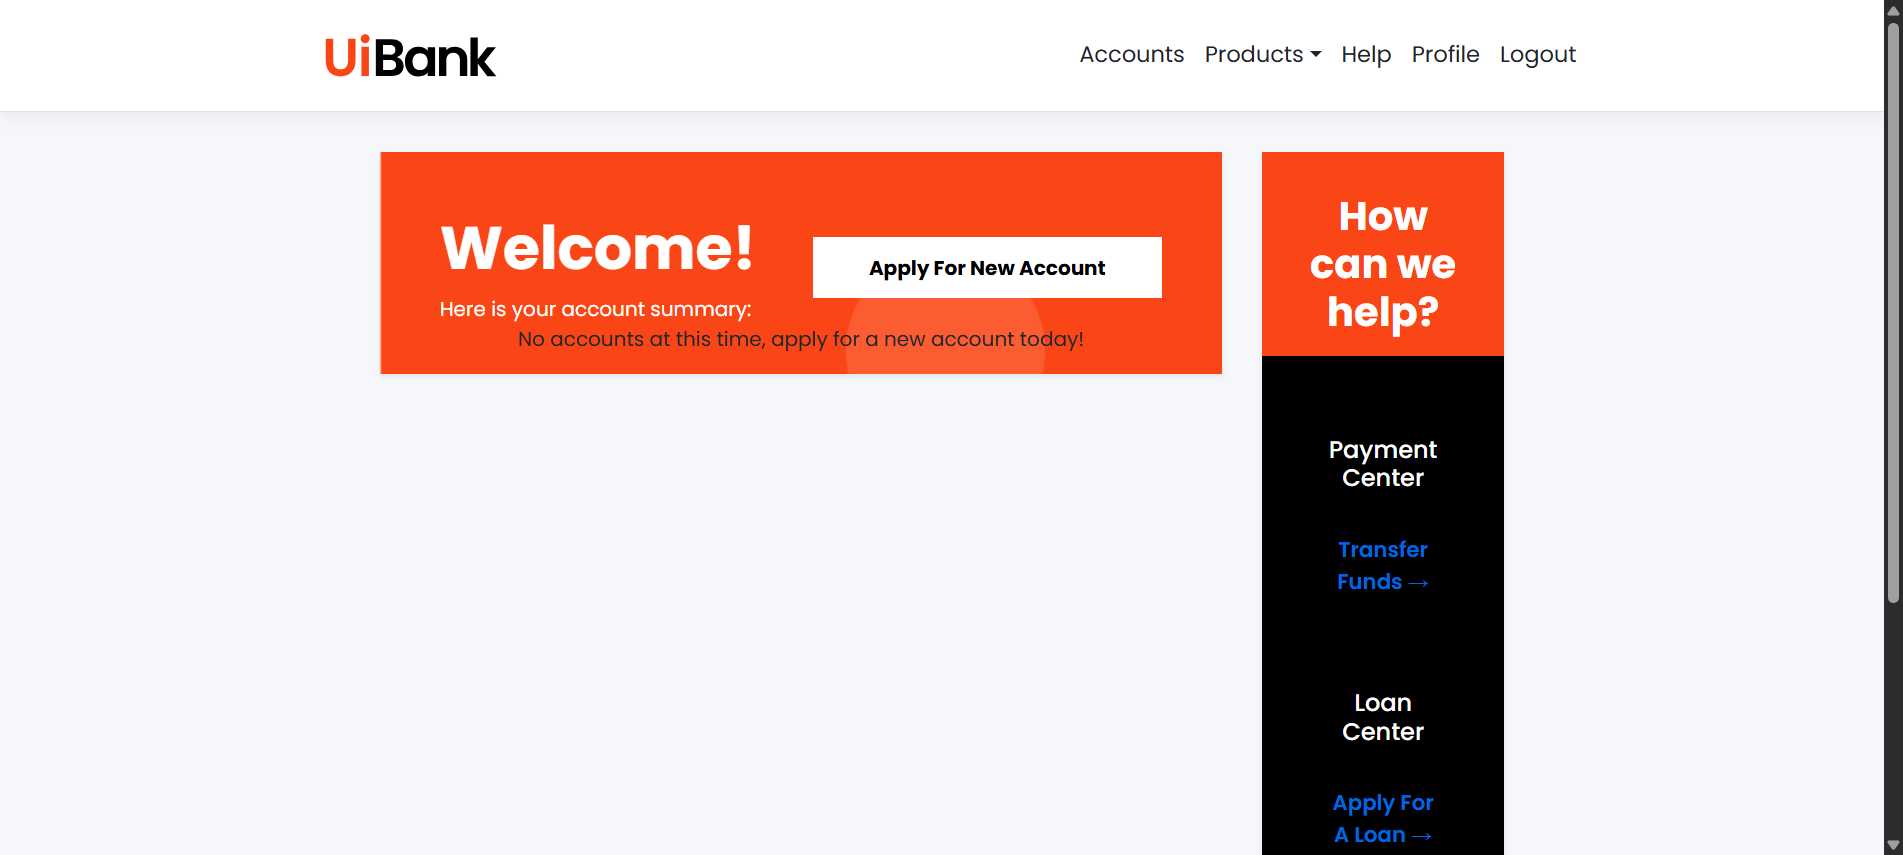 UiBank
Accounts Products Help Profile Logout
Welcome!
Apply For New Account
Here is your account summary:
No accounts at this time, apply for a new account today!
How
can we
help?
Payment
Center
Transfer
Funds →
Loan
Center
Apply For
A Loan →